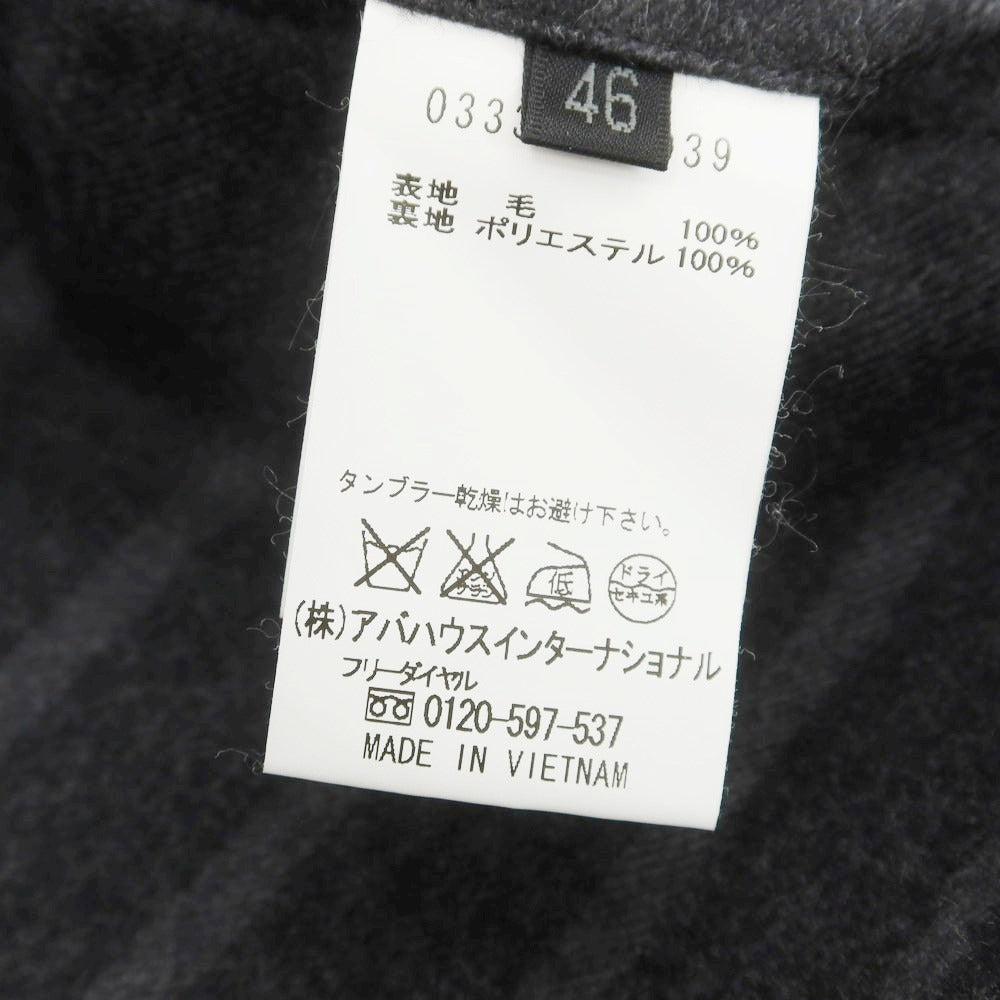 46
033 39
表地 毛 100%
裏地 ポリエステル 100%
タンブラー乾燥はお避け下さい。
低
ドライ
セキユ系
(株)アバハウスインターナショナル
フリーダイヤル
0120-597-537
MADE IN VIETNAM